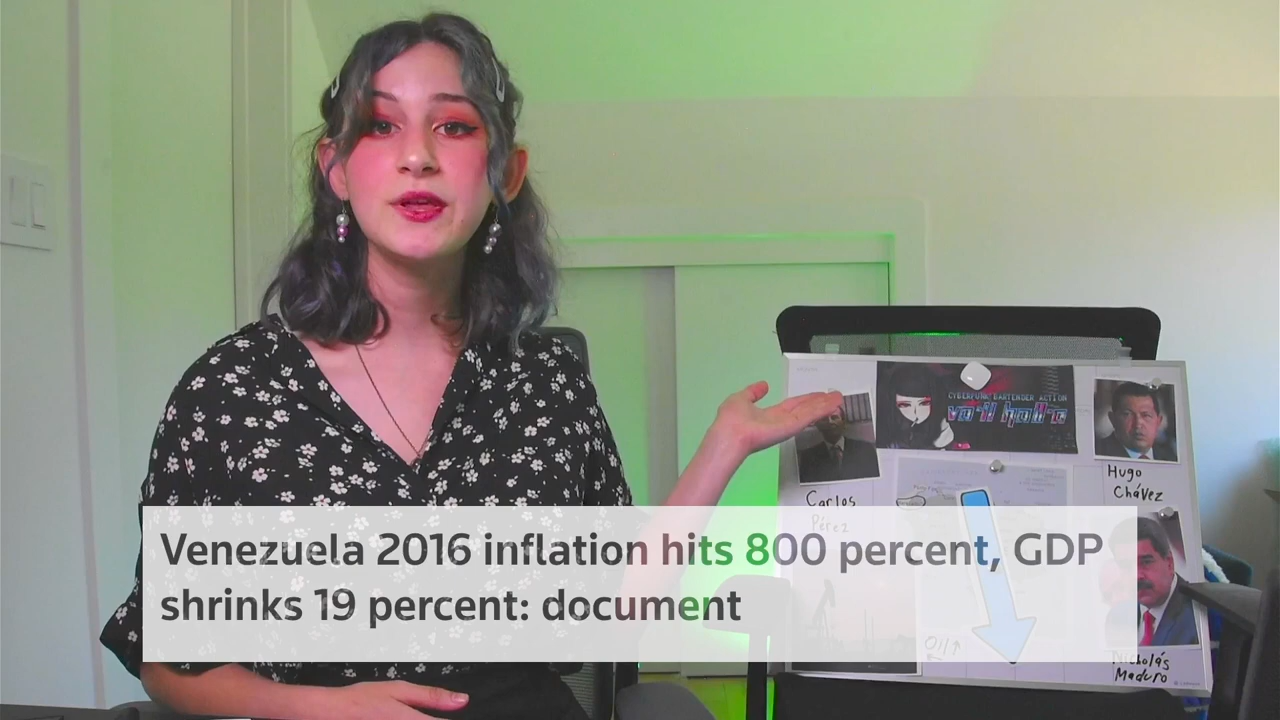 CYBERPUNK BARTENDER ACTION
va-11 hall-a
Hugo
Chávez
Carlos
Pérez
Venezuela 2016 inflation hits 800 percent, GDP
shrinks 19 percent: document
Oil ↑
Nicholás
Maduro